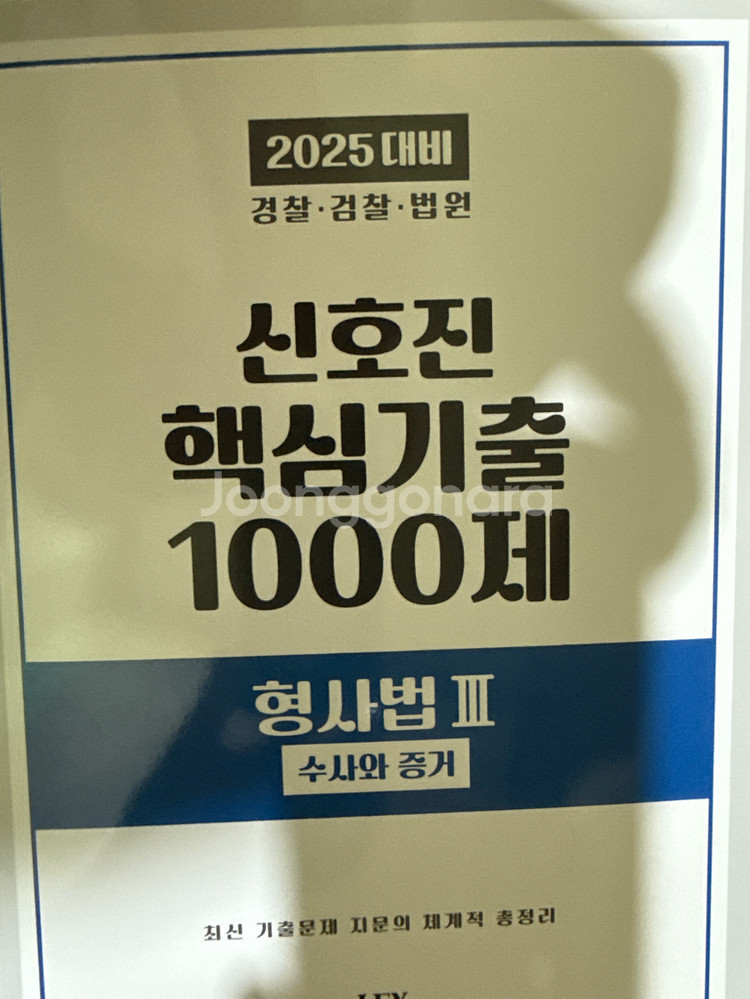 2025 대비
경찰·검찰·법원
신호진
핵심기출
Joonggonara
1000제
형사법 Ⅲ
수사와 증거
최신 기출문제 지문의 체계적 총정리
LEX